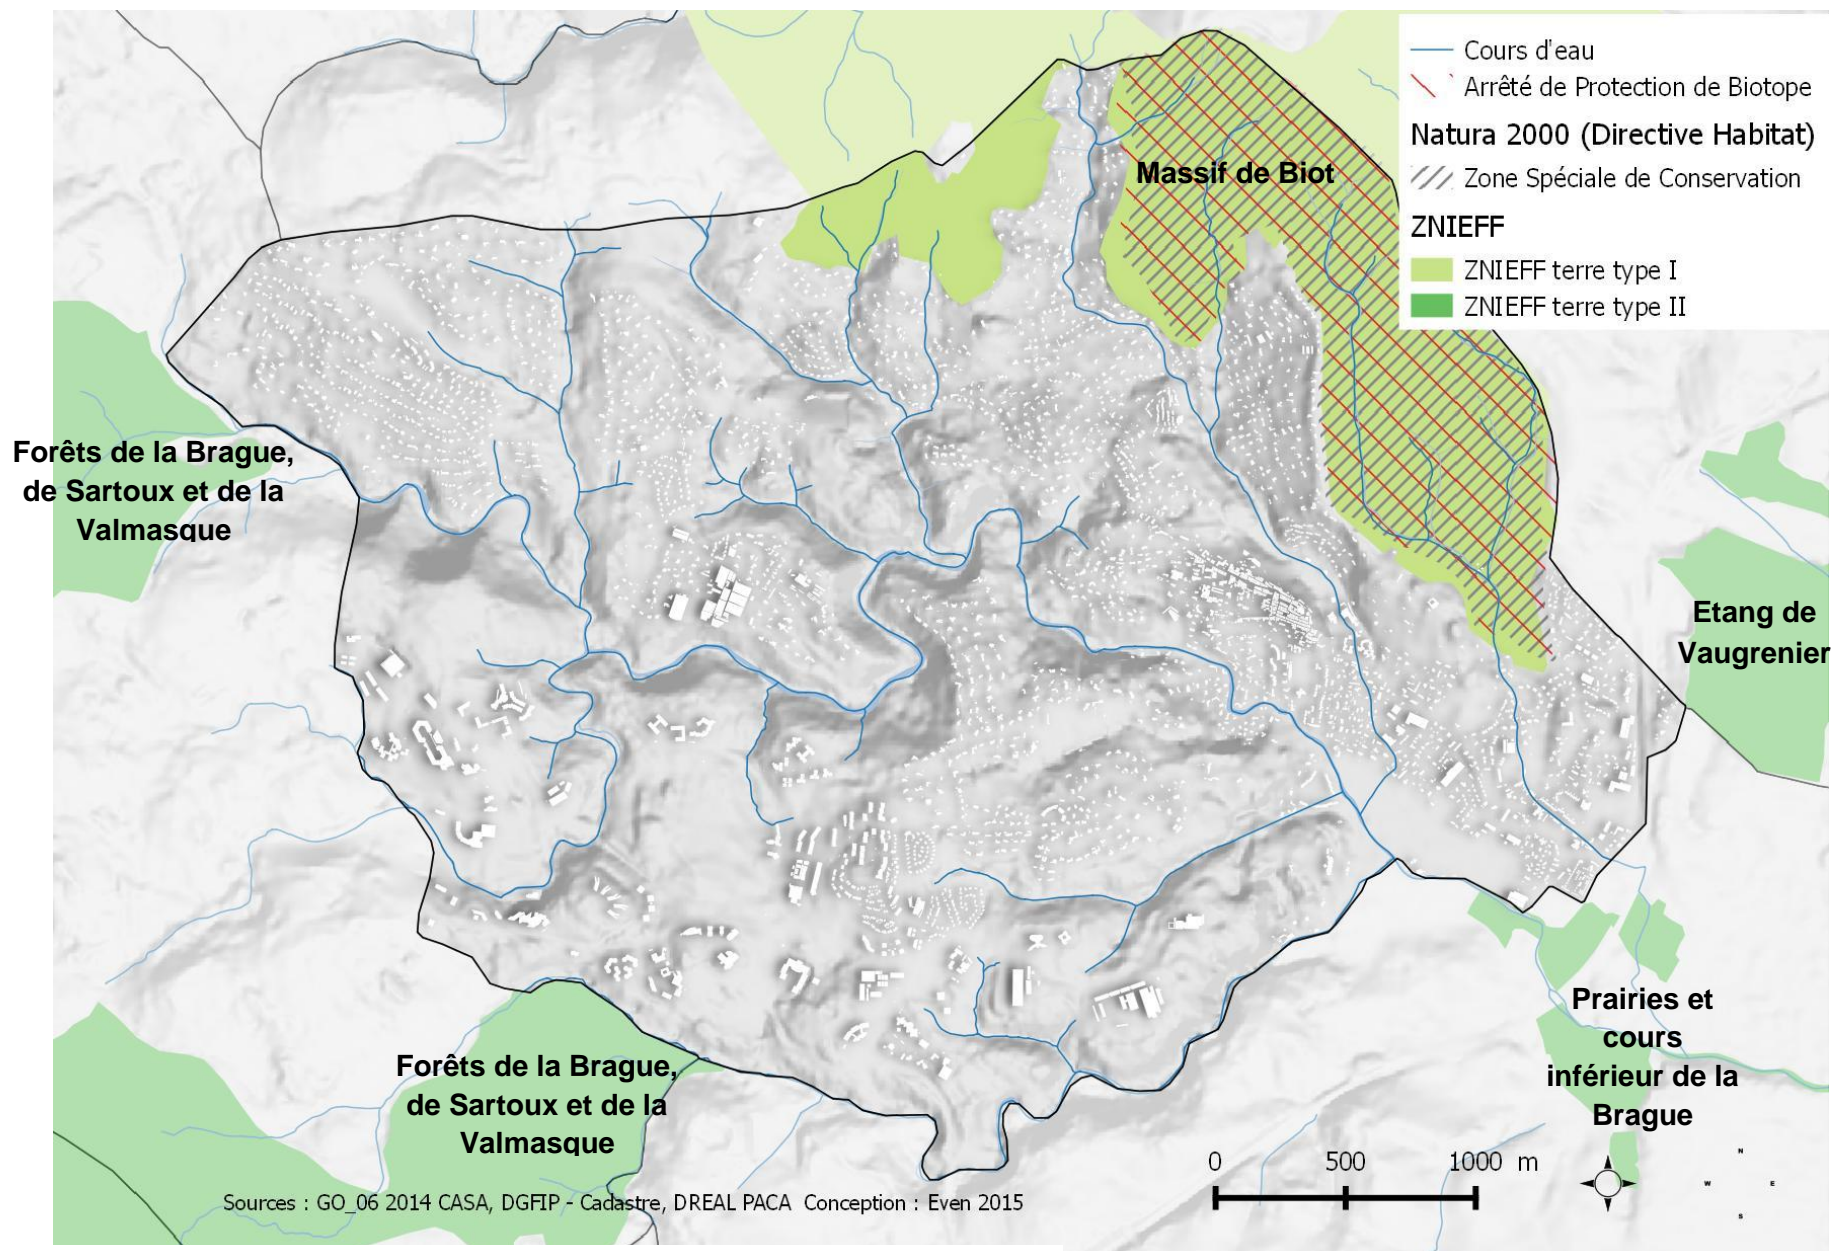 Cours d'eau
Arrêté de Protection de Biotope
Natura 2000 (Directive Habitat)
Zone Spéciale de Conservation
ZNIEFF
ZNIEFF terre type I
ZNIEFF terre type II
Massif de Biot
Forêts de la Brague,
de Sartoux et de la
Valmasque
Etang de
Vaugrenier
Prairies et
cours
inférieur de la
Brague
Forêts de la Brague,
de Sartoux et de la
Valmasque
0 500 1000 m
N
W E
S
Sources : GO_06 2014 CASA, DGFIP - Cadastre, DREAL PACA Conception : Even 2015